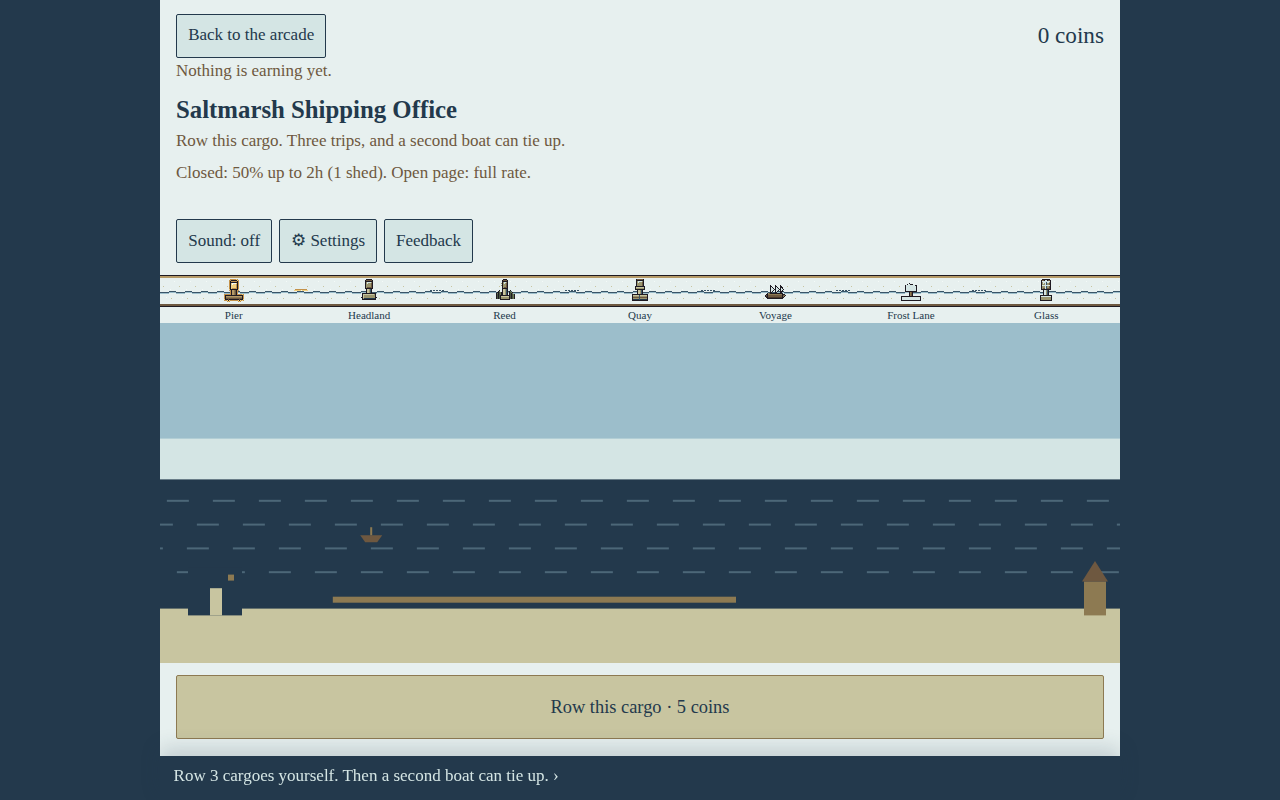 Back to the arcade
0 coins
Nothing is earning yet.
Saltmarsh Shipping Office
Row this cargo. Three trips, and a second boat can tie up.
Closed: 50% up to 2h (1 shed). Open page: full rate.
Sound: off
⚙ Settings
Feedback
Pier
Headland
Reed
Quay
Voyage
Frost Lane
Glass
Row this cargo · 5 coins
Row 3 cargoes yourself. Then a second boat can tie up. ›